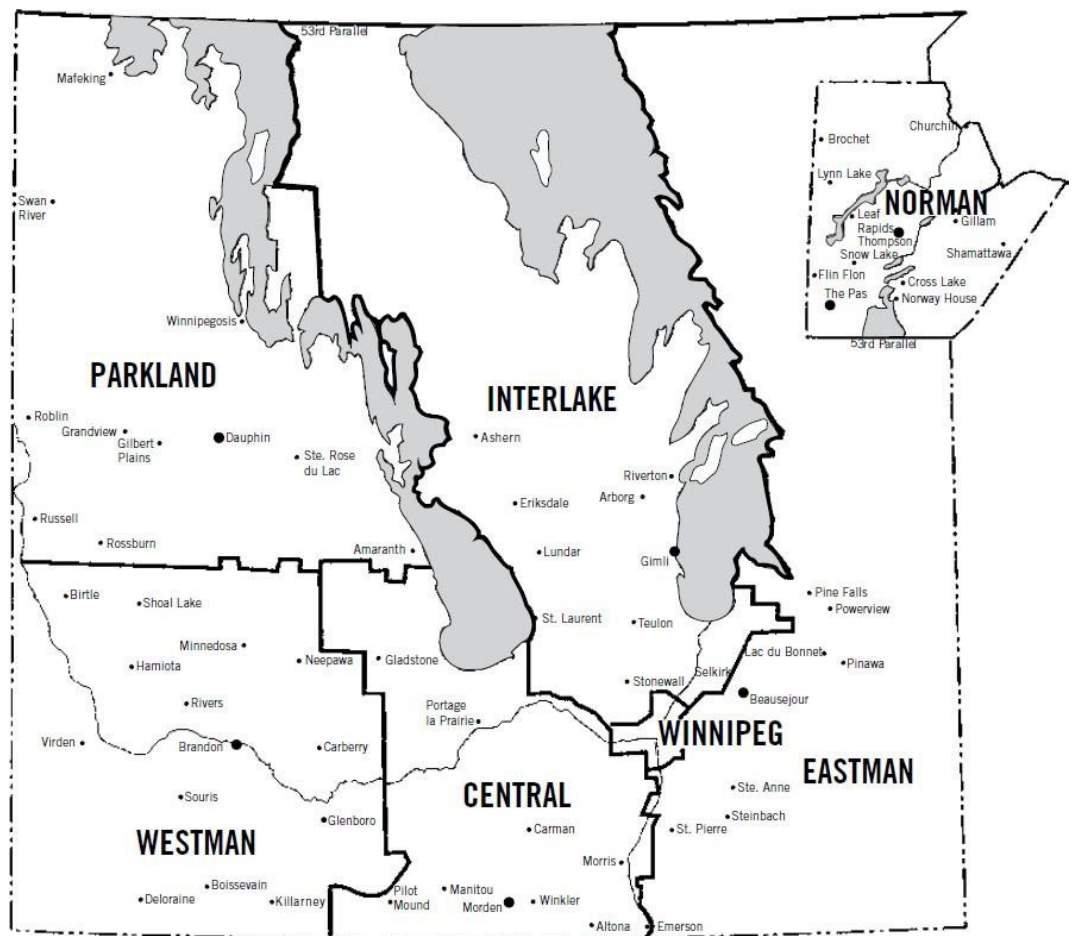 53rd Parallel
Mafeking
Churchill
Brochet
Lynn Lake
Swan
River
NORMAN
Leaf
Rapids
Gillam
Thompson
Snow Lake
Shamattawa
Flin Flon
Cross Lake
The Pas
Norway House
Winnipegosis
53rd Parallel
PARKLAND
INTERLAKE
Roblin
Grandview
Gilbert
Plains
Dauphin
Ashern
Ste. Rose
du Lac
Riverton
Arborg
Eriksdale
Russell
Rossburn
Amaranth
Lundar
Gimli
Birtle
Shoal Lake
Pine Falls
Powerview
St. Laurent
Teulon
Minnedosa
Hamiota
Neepawa
Gladstone
Lac du Bonnet
Pinawa
Selkirk
Stonewall
Beausejour
Rivers
Portage
la Prairie
Virden
Brandon
Carberry
WINNIPEG
EASTMAN
Souris
CENTRAL
Ste. Anne
Glenboro
Steinbach
Carman
St. Pierre
WESTMAN
Morris
Boissevain
Deloraine
Killarney
Pilot
Mound
Manitou
Morden
Winkler
Altona
Emerson